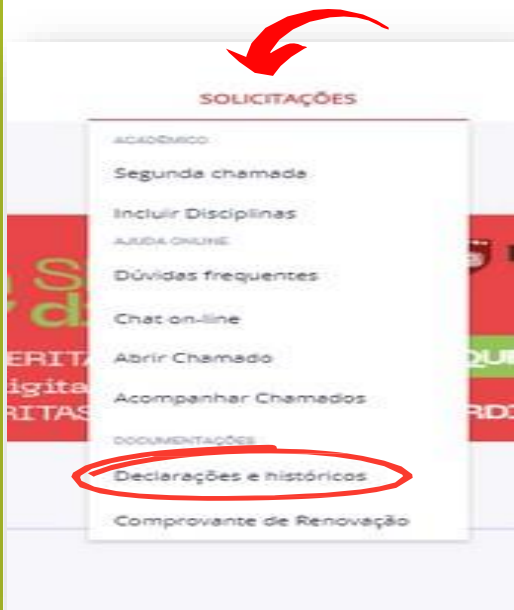 SOLICITAÇÕES
ACADÊMICO
Segunda chamada
Incluir Disciplinas
AJUDA ONLINE
Dúvidas frequentes
Chat on-line
Abrir Chamado
Acompanhar Chamados
DOCUMENTAÇÕES
Declarações e históricos
Comprovante de Renovação